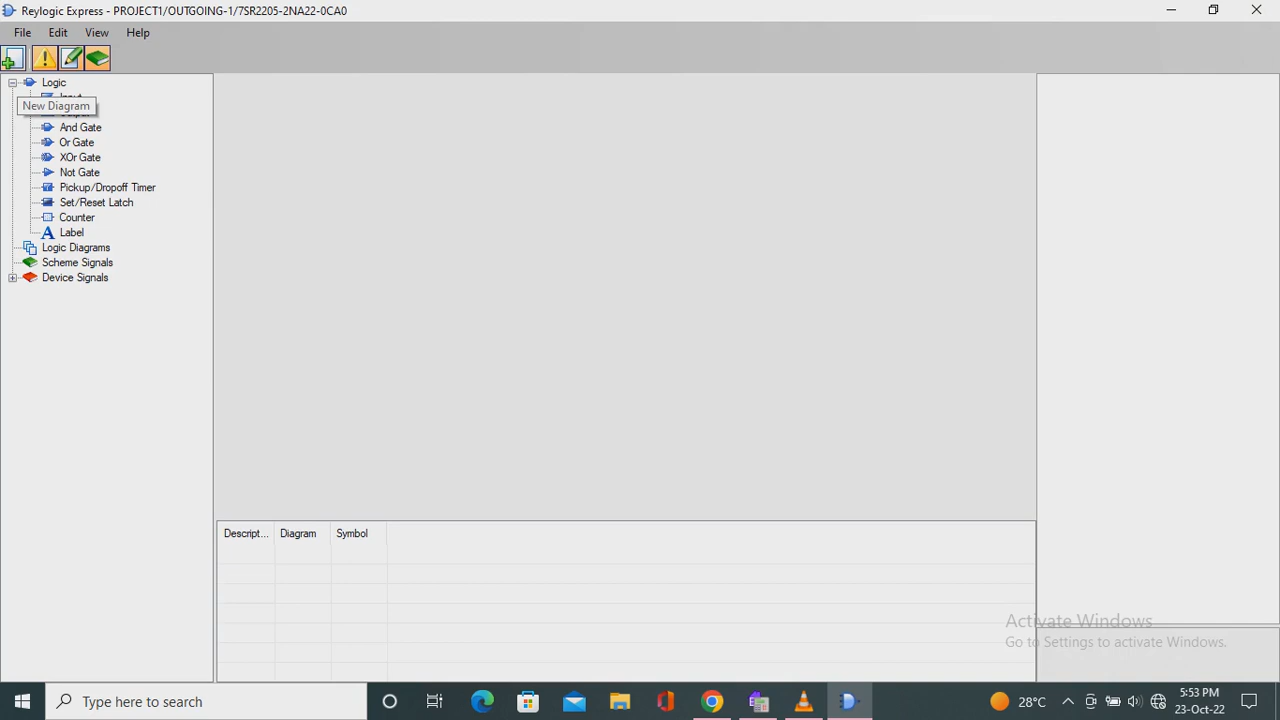 Reylogic Express - PROJECT1/OUTGOING-1/7SR2205-2NA22-0CA0
File Edit View Help
Logic
New Diagram
And Gate
Or Gate
XOr Gate
Not Gate
Pickup/Dropoff Timer
Set/Reset Latch
Counter
A Label
Logic Diagrams
Scheme Signals
Device Signals
Descript... Diagram Symbol
Activate Windows
Go to Settings to activate Windows.
Type here to search
28°C
5:53 PM
23-Oct-22